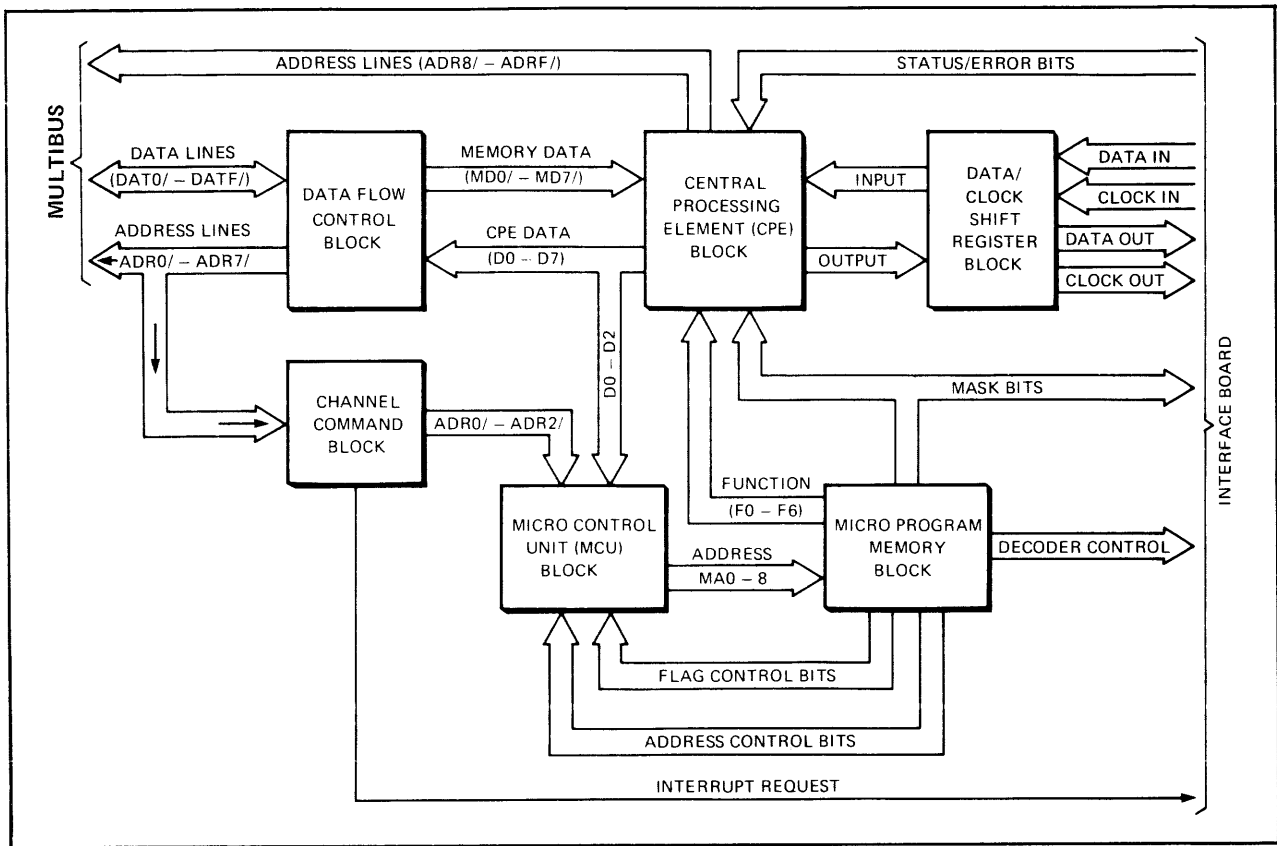 ADDRESS LINES (ADR8/ – ADRF/)
STATUS/ERROR BITS
MULTIBUS
DATA LINES
(DAT0/ – DATF/)
ADDRESS LINES
ADR0/ – ADR7/
DATA FLOW
CONTROL
BLOCK
MEMORY DATA
(MD0/ – MD7/)
CPE DATA
(D0 – D7)
CENTRAL
PROCESSING
ELEMENT (CPE)
BLOCK
INPUT
OUTPUT
DATA/
CLOCK
SHIFT
REGISTER
BLOCK
DATA IN
CLOCK IN
DATA OUT
CLOCK OUT
D0 – D2
CHANNEL
COMMAND
BLOCK
ADR0/ – ADR2/
MASK BITS
INTERFACE BOARD
FUNCTION
(F0 – F6)
MICRO CONTROL
UNIT (MCU)
BLOCK
ADDRESS
MA0 – 8
MICRO PROGRAM
MEMORY
BLOCK
DECODER CONTROL
FLAG CONTROL BITS
ADDRESS CONTROL BITS
INTERRUPT REQUEST